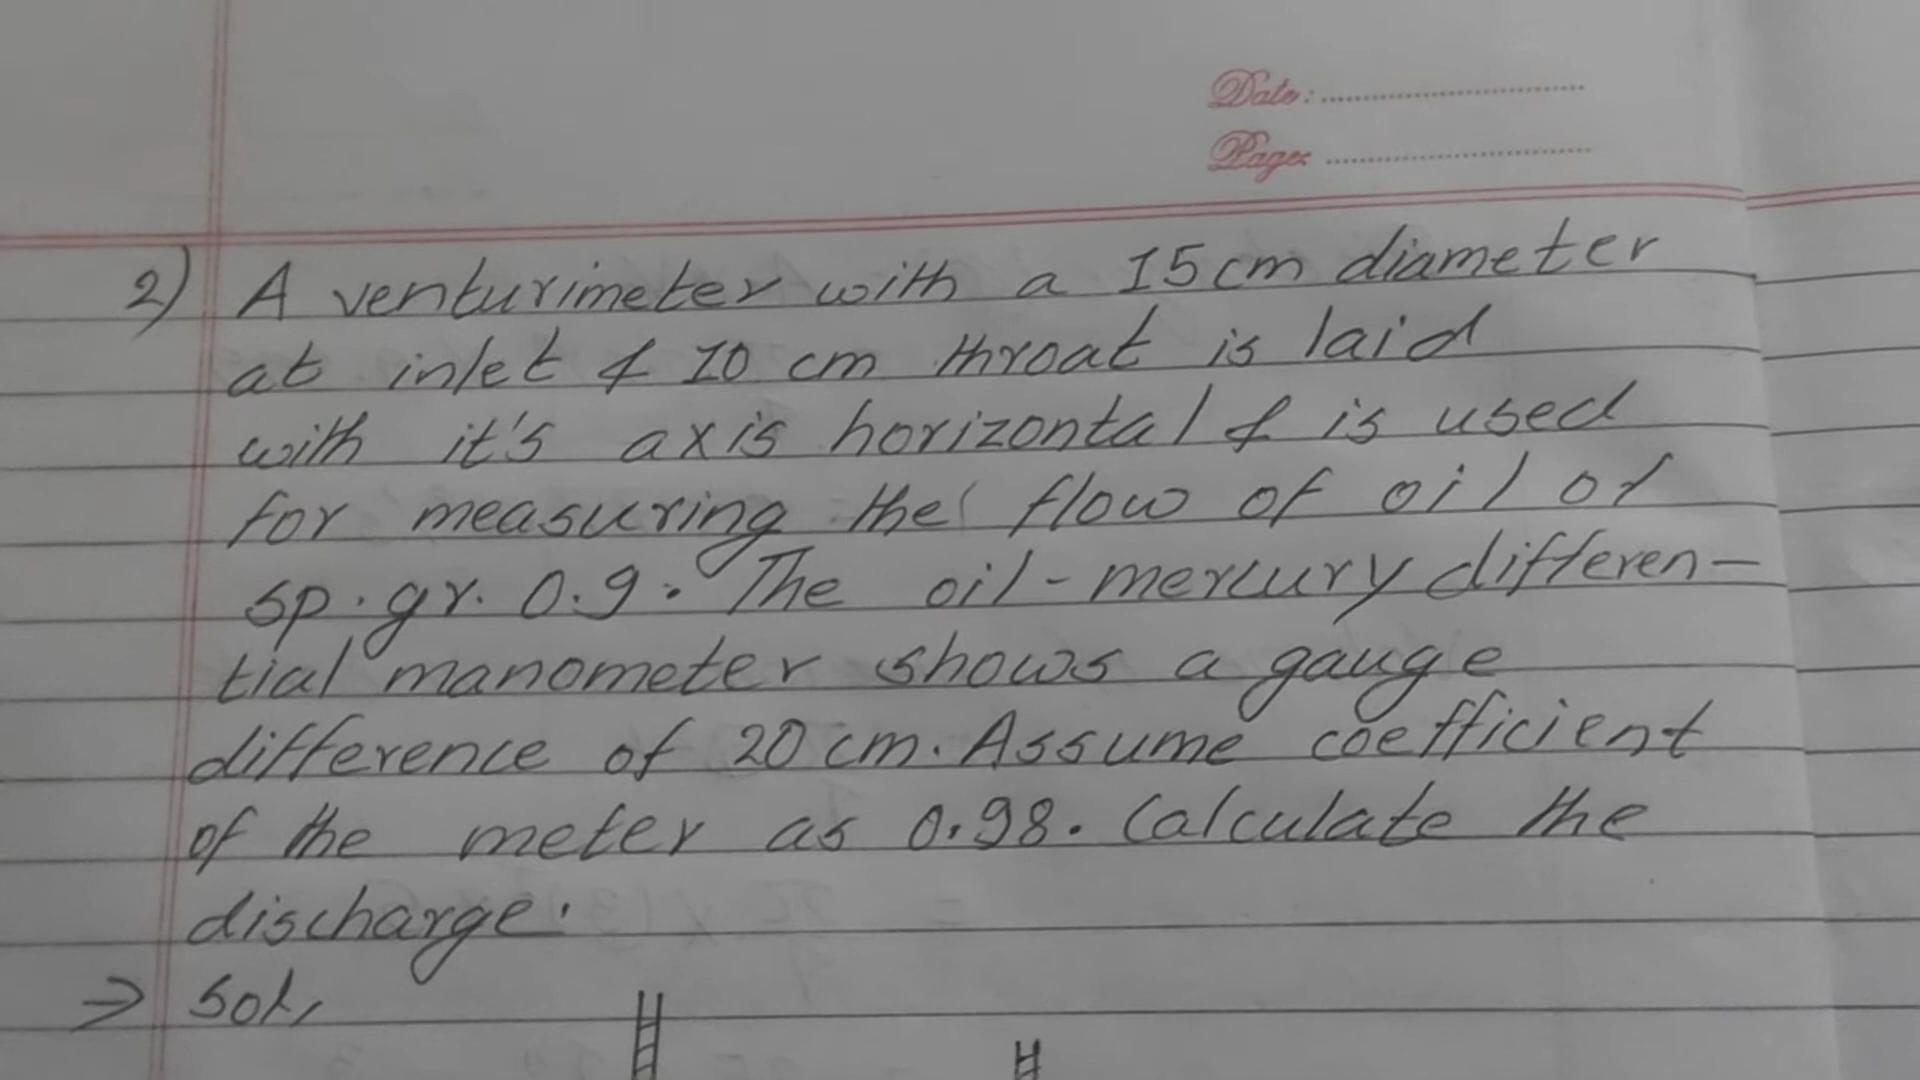 Date:
Page:
2) A venturimeter with a 15cm diameter
at inlet & 10 cm throat is laid
with it's axis horizontal & is used
for measuring the flow of oil of
sp. gr. 0.9. The oil-mercury differen-
tial manometer shows a gauge
difference of 20 cm. Assume coefficient
of the meter as 0.98. Calculate the
discharge.
⇒ Sol,